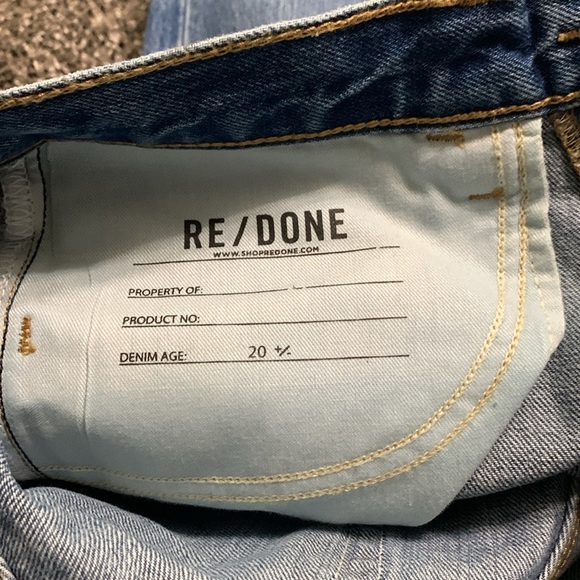 RE/DONE
WWW.SHOPREDONE.COM
PROPERTY OF:
PRODUCT NO:
DENIM AGE: 20 +/-